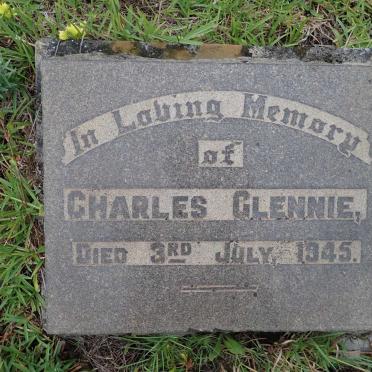 In Loving Memory
of
CHARLES GLENNIE,
DIED 3RD JULY, 1945.